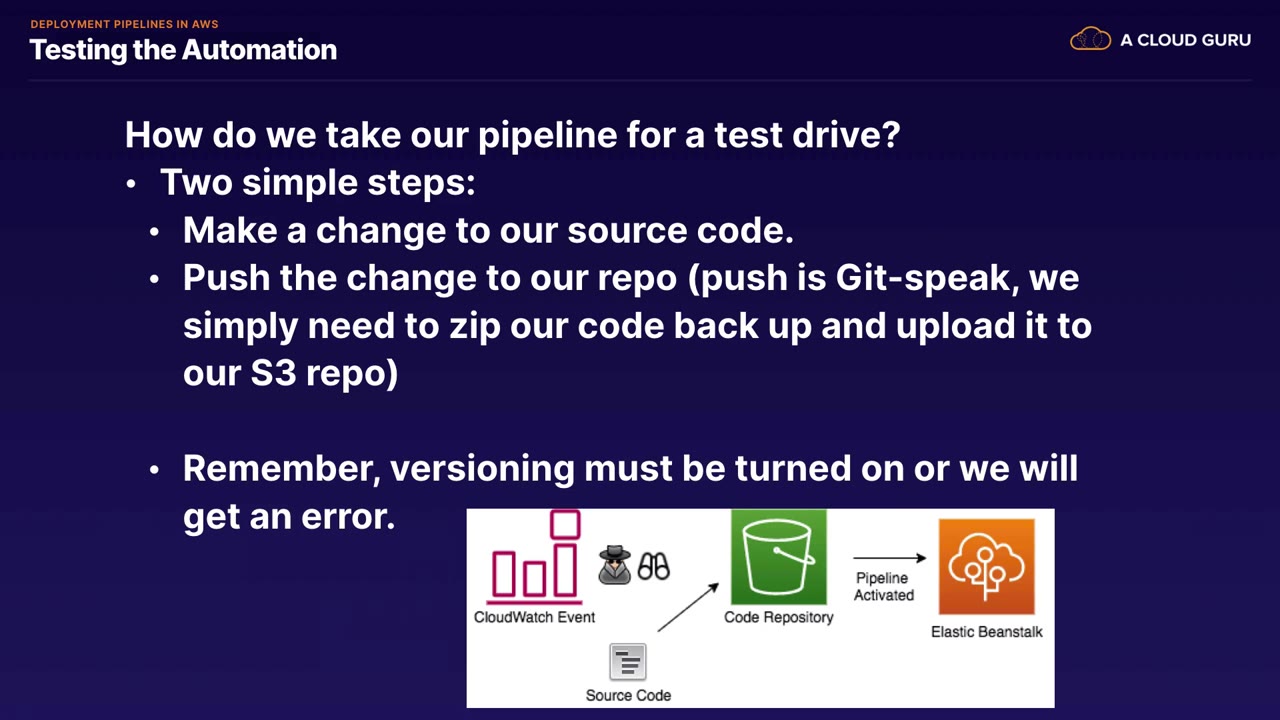 DEPLOYMENT PIPELINES IN AWS
Testing the Automation
A CLOUD GURU
How do we take our pipeline for a test drive?
• Two simple steps:
• Make a change to our source code.
• Push the change to our repo (push is Git-speak, we
simply need to zip our code back up and upload it to
our S3 repo)
• Remember, versioning must be turned on or we will
get an error.
CloudWatch Event
Code Repository
Pipeline
Activated
Elastic Beanstalk
Source Code